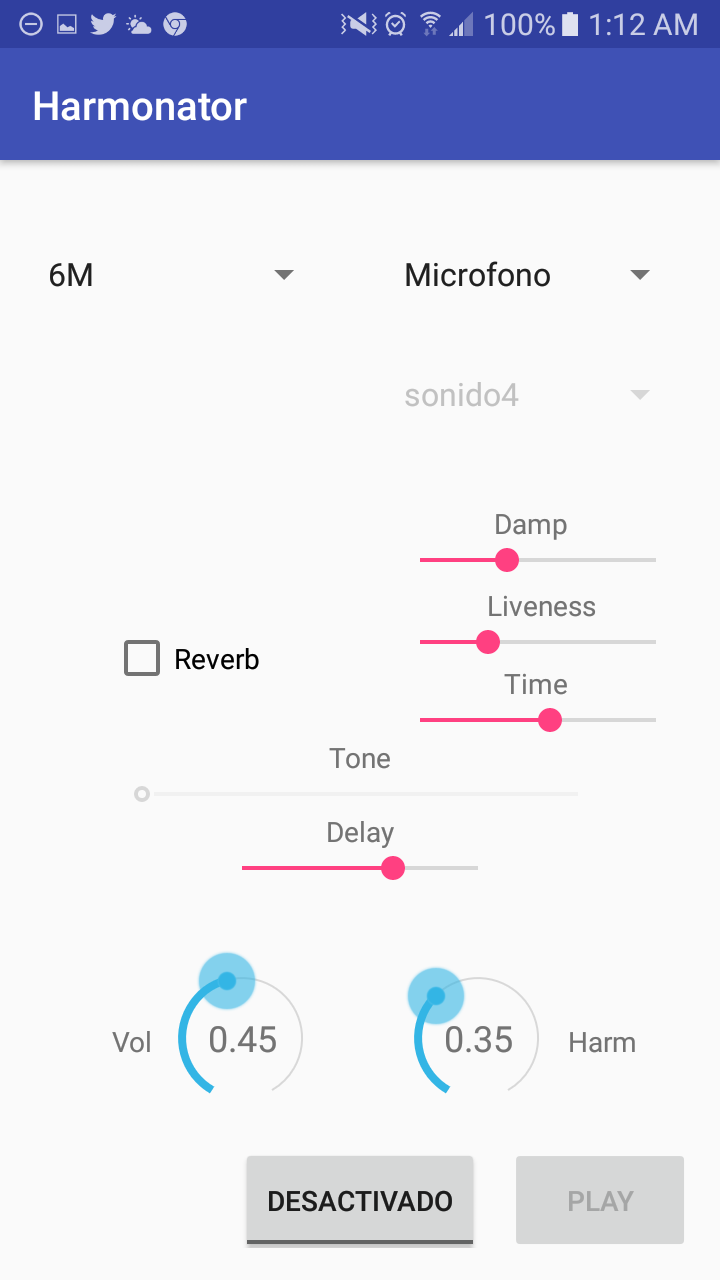 100% 1:12 AM
Harmonator
6M
Microfono
sonido4
Damp
Liveness
Reverb
Time
Tone
Delay
Vol 0.45
0.35 Harm
DESACTIVADO
PLAY